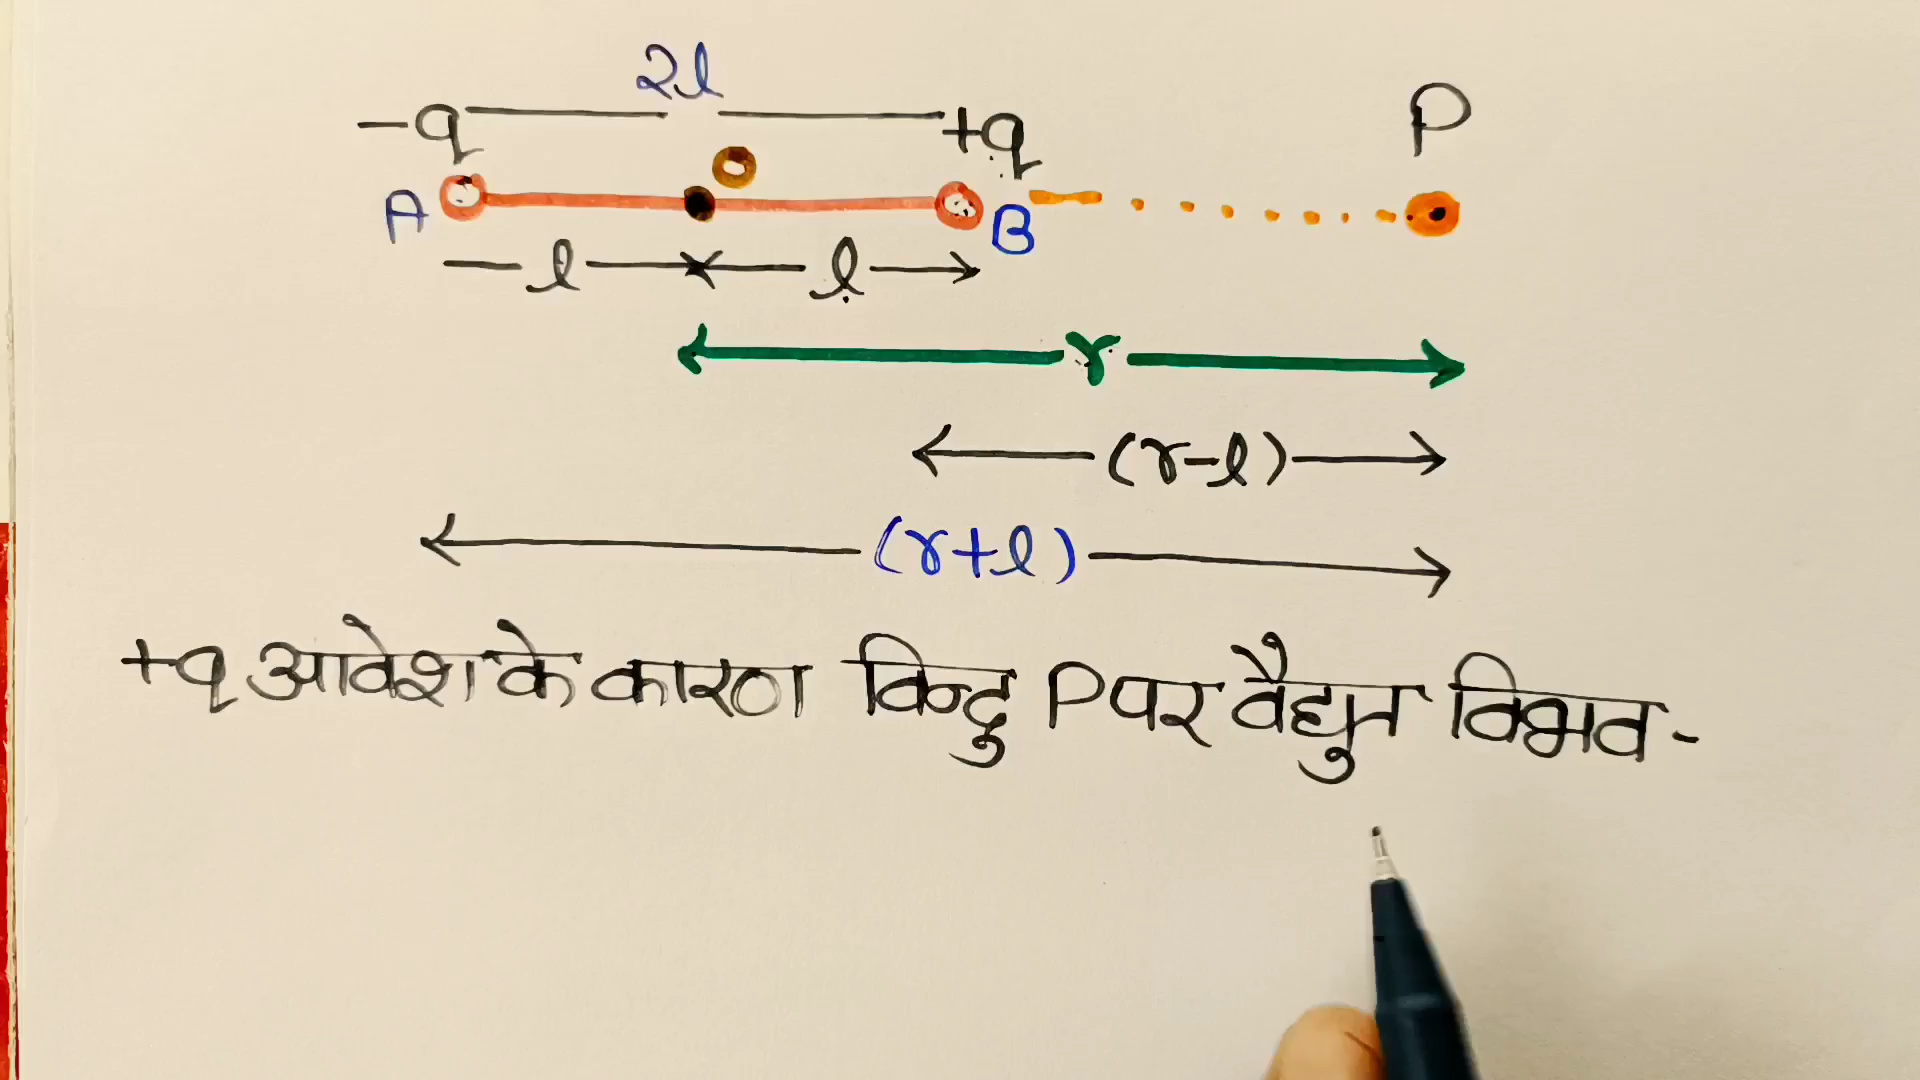 2l
-q +q P
A O B
l l
r
(r-l)
(r+l)
+q आवेश के कारण बिन्दु P पर वैद्युत विभव -